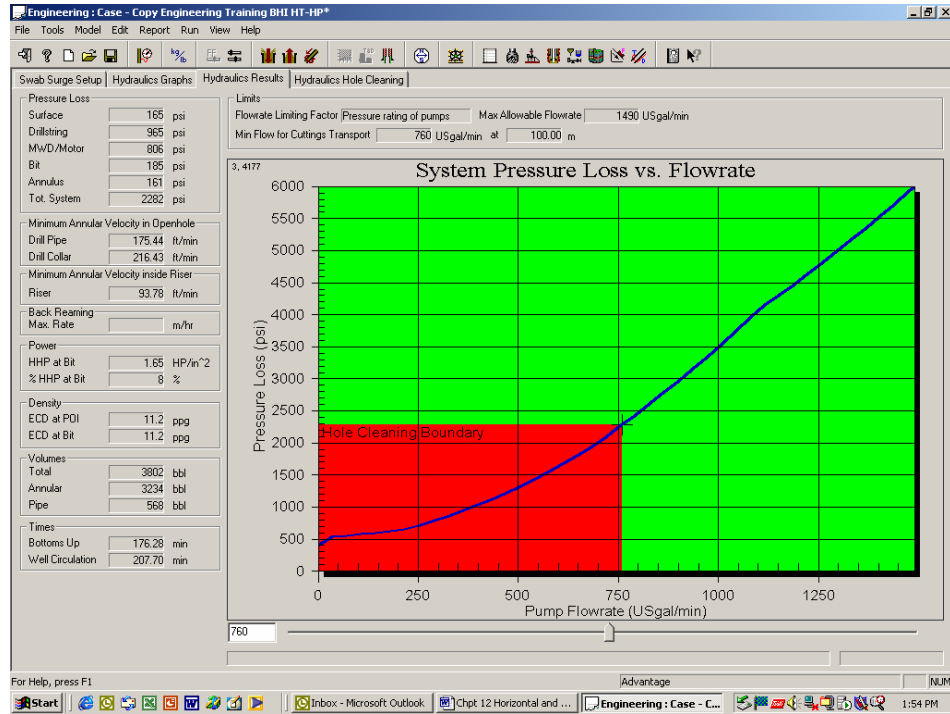 Engineering : Case - Copy Engineering Training BHI HT-HP*
File Tools Model Edit Report Run View Help
Swab Surge Setup Hydraulics Graphs Hydraulics Results Hydraulics Hole Cleaning
Pressure Loss
Surface 165 psi
Drillstring 965 psi
MWD/Motor 806 psi
Bit 185 psi
Annulus 161 psi
Tot. System 2282 psi
Minimum Annular Velocity in Openhole
Drill Pipe 175.44 ft/min
Drill Collar 216.43 ft/min
Minimum Annular Velocity inside Riser
Riser 93.78 ft/min
Back Reaming
Max. Rate m/hr
Power
HHP at Bit 1.65 HP/in^2
% HHP at Bit 8 %
Density
ECD at POI 11.2 ppg
ECD at Bit 11.2 ppg
Volumes
Total 3802 bbl
Annular 3234 bbl
Pipe 568 bbl
Times
Bottoms Up 176.28 min
Well Circulation 207.70 min
Limits
Flowrate Limiting Factor Pressure rating of pumps Max Allowable Flowrate 1490 USgal/min
Min Flow for Cuttings Transport 760 USgal/min at 100.00 m
3, 4177
System Pressure Loss vs. Flowrate
Pressure Loss (psi)
6000
5500
5000
4500
4000
3500
3000
2500
2000
1500
1000
500
0
Hole Cleaning Boundary
0 250 500 750 1000 1250
Pump Flowrate (USgal/min)
760
For Help, press F1
Advantage
NUM
Start
Inbox - Microsoft Outlook
Chpt 12 Horizontal and ...
Engineering : Case - C...
1:54 PM